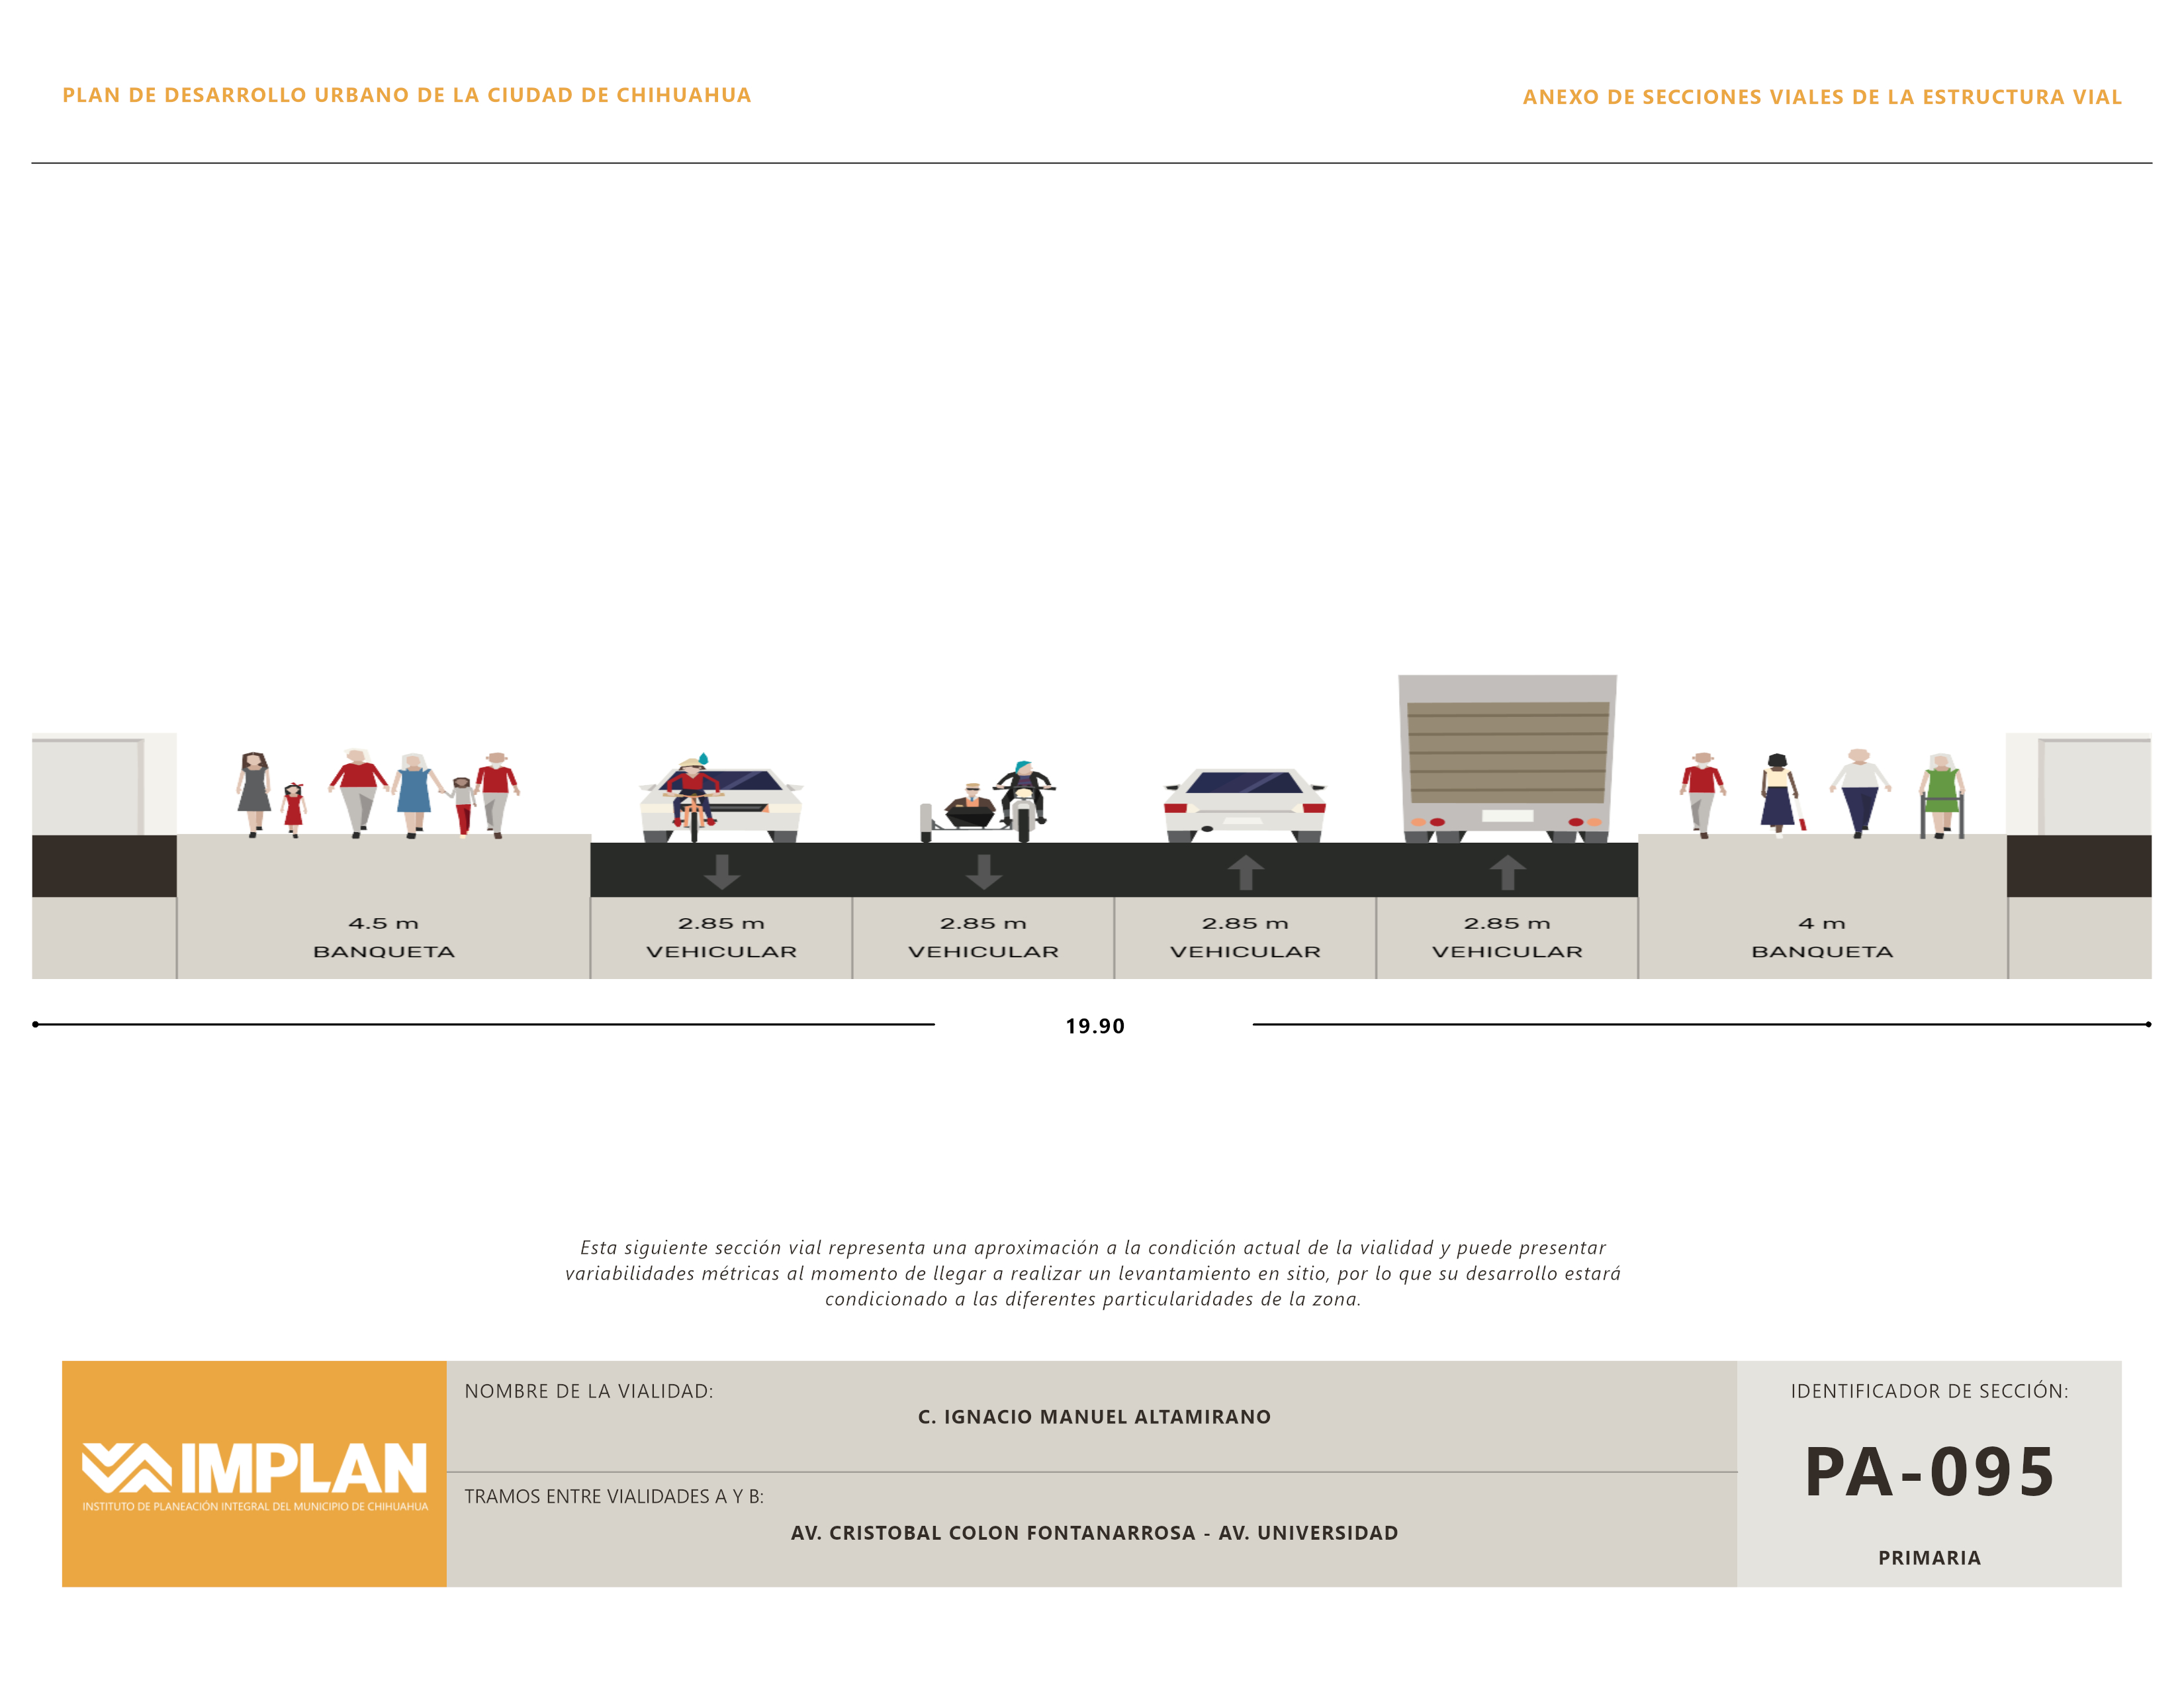 PLAN DE DESARROLLO URBANO DE LA CIUDAD DE CHIHUAHUA
ANEXO DE SECCIONES VIALES DE LA ESTRUCTURA VIAL
4.5 m
BANQUETA
2.85 m
VEHICULAR
2.85 m
VEHICULAR
2.85 m
VEHICULAR
2.85 m
VEHICULAR
4 m
BANQUETA
19.90
Esta siguiente sección vial representa una aproximación a la condición actual de la vialidad y puede presentar
variabilidades métricas al momento de llegar a realizar un levantamiento en sitio, por lo que su desarrollo estará
condicionado a las diferentes particularidades de la zona.
IMPLAN
INSTITUTO DE PLANEACIÓN INTEGRAL DEL MUNICIPIO DE CHIHUAHUA
NOMBRE DE LA VIALIDAD:
C. IGNACIO MANUEL ALTAMIRANO
TRAMOS ENTRE VIALIDADES A Y B:
AV. CRISTOBAL COLON FONTANARROSA - AV. UNIVERSIDAD
IDENTIFICADOR DE SECCIÓN:
PA-095
PRIMARIA